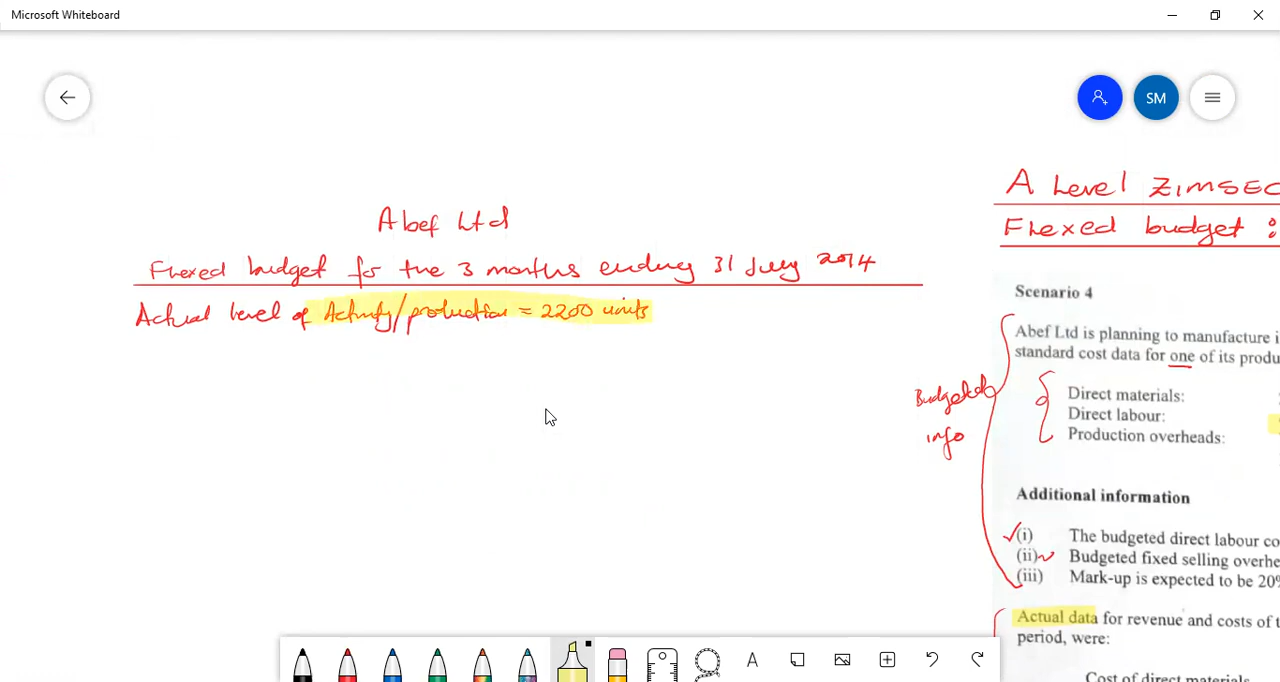 Microsoft Whiteboard
SM
Abef Ltd
Flexed budget for the 3 months ending 31 July 2014
Actual level of Activity/production = 2200 units
A Level ZIMSEC
Flexed budget :
Scenario 4
Abef Ltd is planning to manufacture
standard cost data for one of its
Direct materials:
Direct labour:
Production overheads:
Budgeted
info
Additional information
(i) The budgeted direct labour
(ii) Budgeted fixed selling
(iii) Mark-up is expected to be 20%
Actual data for revenue and costs of
period, were:
Cost of direct materials
A